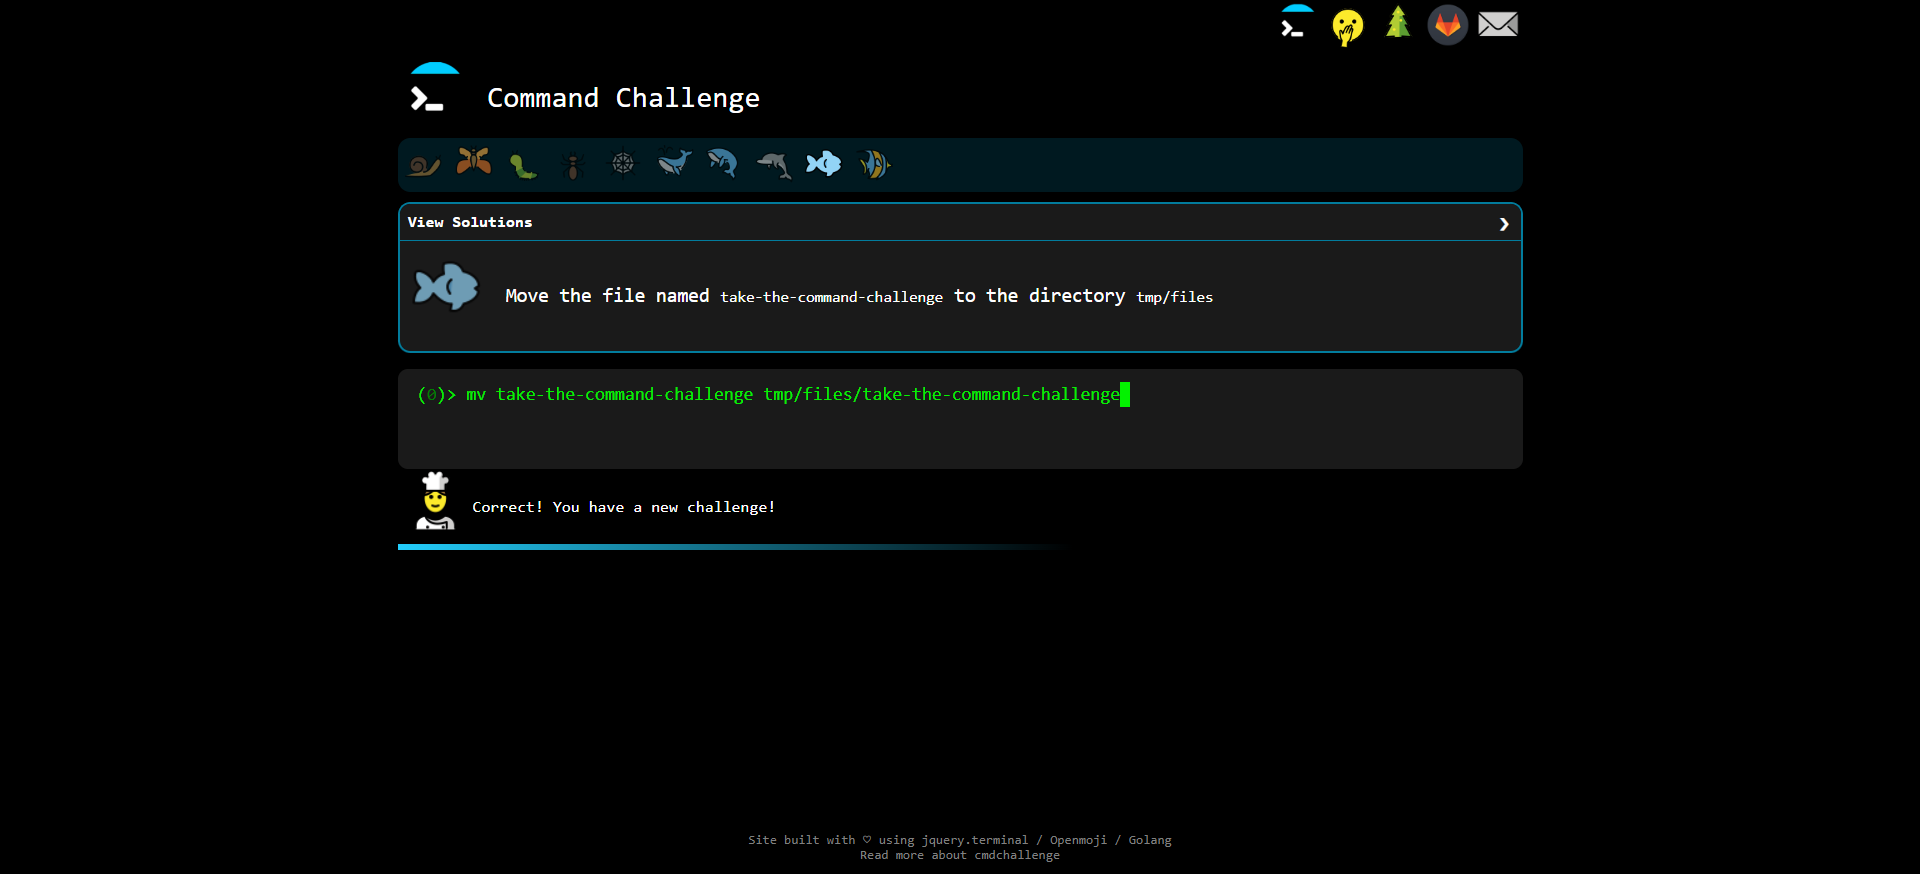 Command Challenge
View Solutions
Move the file named take-the-command-challenge to the directory tmp/files
(0)> mv take-the-command-challenge tmp/files/take-the-command-challenge
Correct! You have a new challenge!
Site built with ♡ using jquery.terminal / Openmoji / Golang
Read more about cmdchallenge